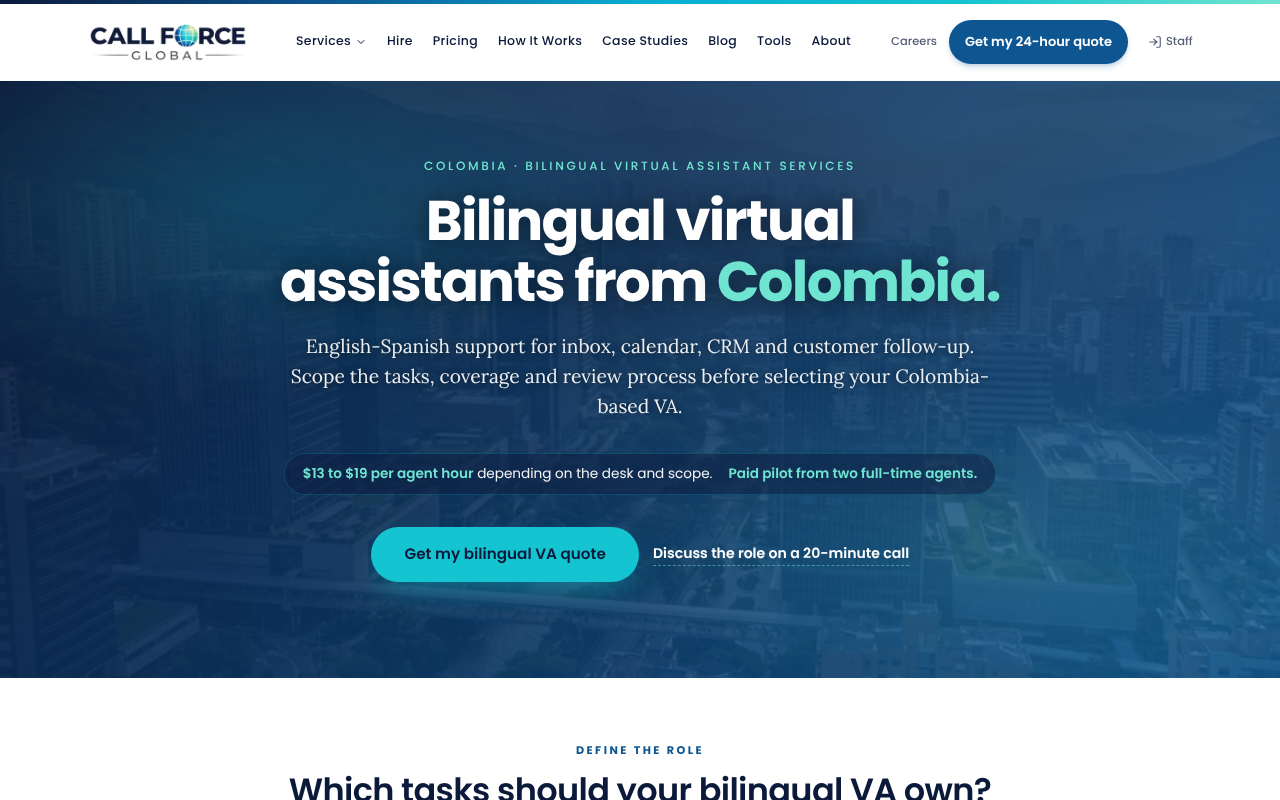 CALL FORCE
GLOBAL
Services
Hire
Pricing
How It Works
Case Studies
Blog
Tools
About
Careers
Get my 24-hour quote
Staff
COLOMBIA · BILINGUAL VIRTUAL ASSISTANT SERVICES
Bilingual virtual
assistants from Colombia.
English-Spanish support for inbox, calendar, CRM and customer follow-up.
Scope the tasks, coverage and review process before selecting your Colombia-
based VA.
$13 to $19 per agent hour depending on the desk and scope. Paid pilot from two full-time agents.
Get my bilingual VA quote
Discuss the role on a 20-minute call
DEFINE THE ROLE
Which tasks should your bilingual VA own?